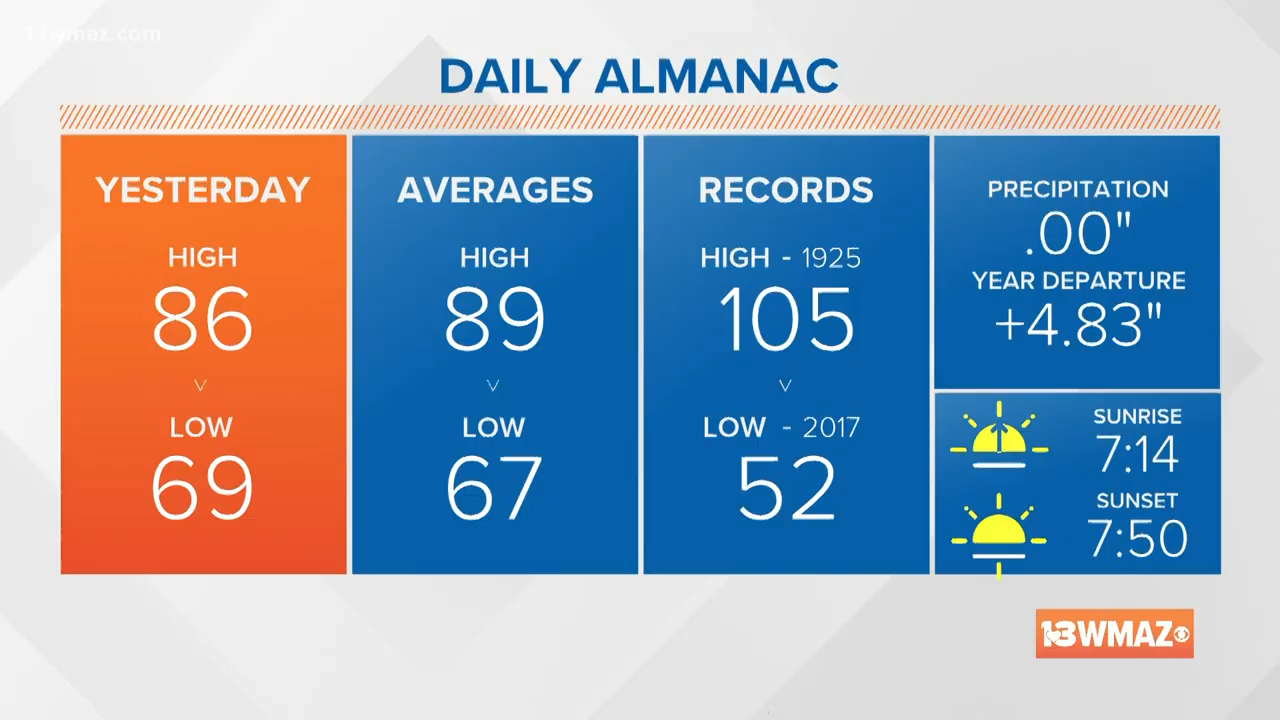 13wmaz.com
DAILY ALMANAC
YESTERDAY
HIGH
86
LOW
69
AVERAGES
HIGH
89
LOW
67
RECORDS
HIGH - 1925
105
LOW - 2017
52
PRECIPITATION
.00"
YEAR DEPARTURE
+4.83"
SUNRISE
7:14
SUNSET
7:50
13WMAZ